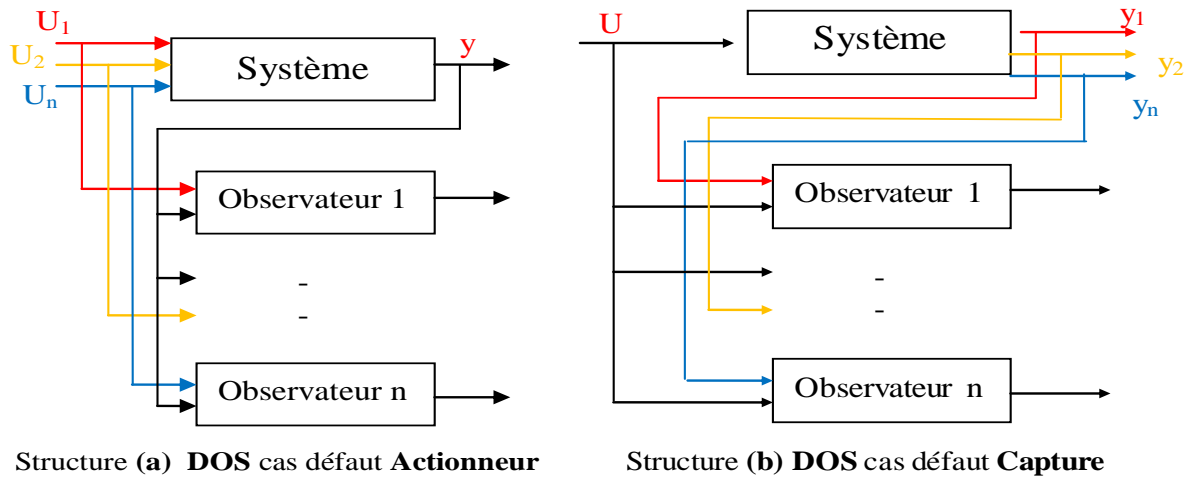 U1
U2
Un
Système
y
Observateur 1
-
-
Observateur n
Structure (a) DOS cas défaut Actionneur
U
Système
y1
y2
yn
Observateur 1
-
-
Observateur n
Structure (b) DOS cas défaut Capture